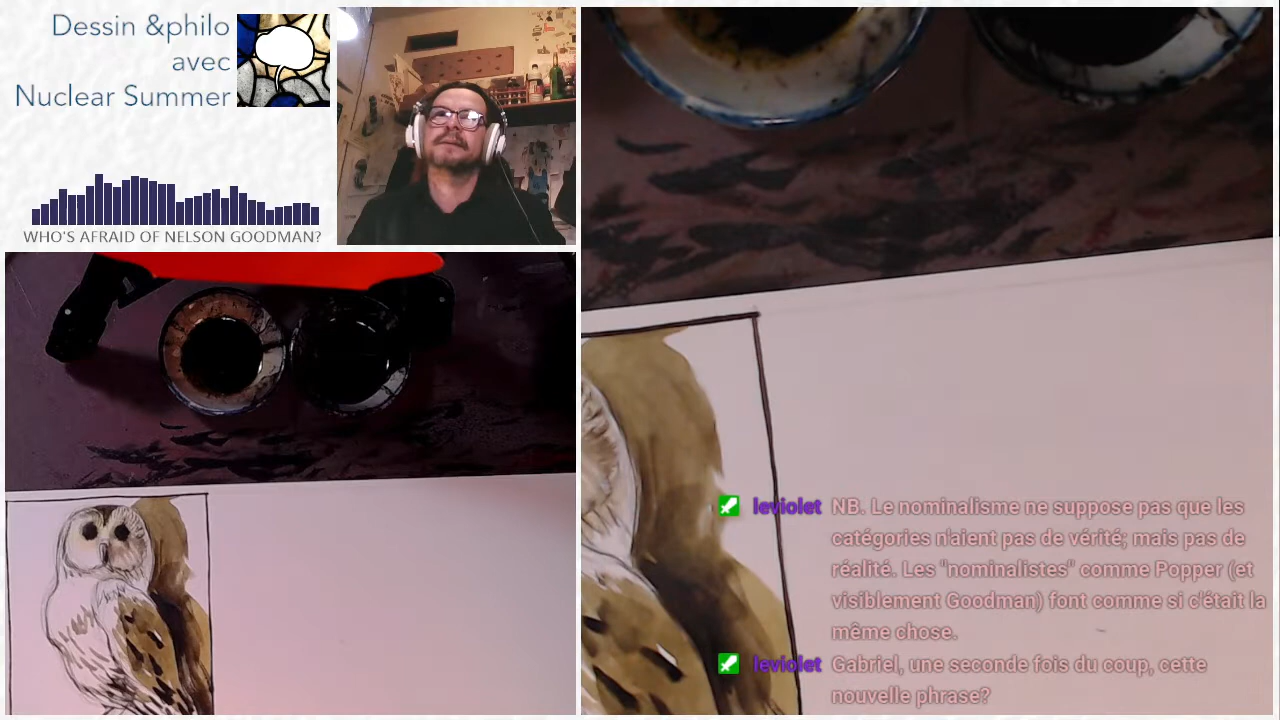 Dessin &philo
avec
Nuclear Summer
WHO'S AFRAID OF NELSON GOODMAN?
leviolet NB. Le nominalisme ne suppose pas que les
catégories n'aient pas de vérité; mais pas de
réalité. Les "nominalistes" comme Popper (et
visiblement Goodman) font comme si c'était la
même chose.
leviolet Gabriel, une seconde fois du coup, cette
nouvelle phrase?